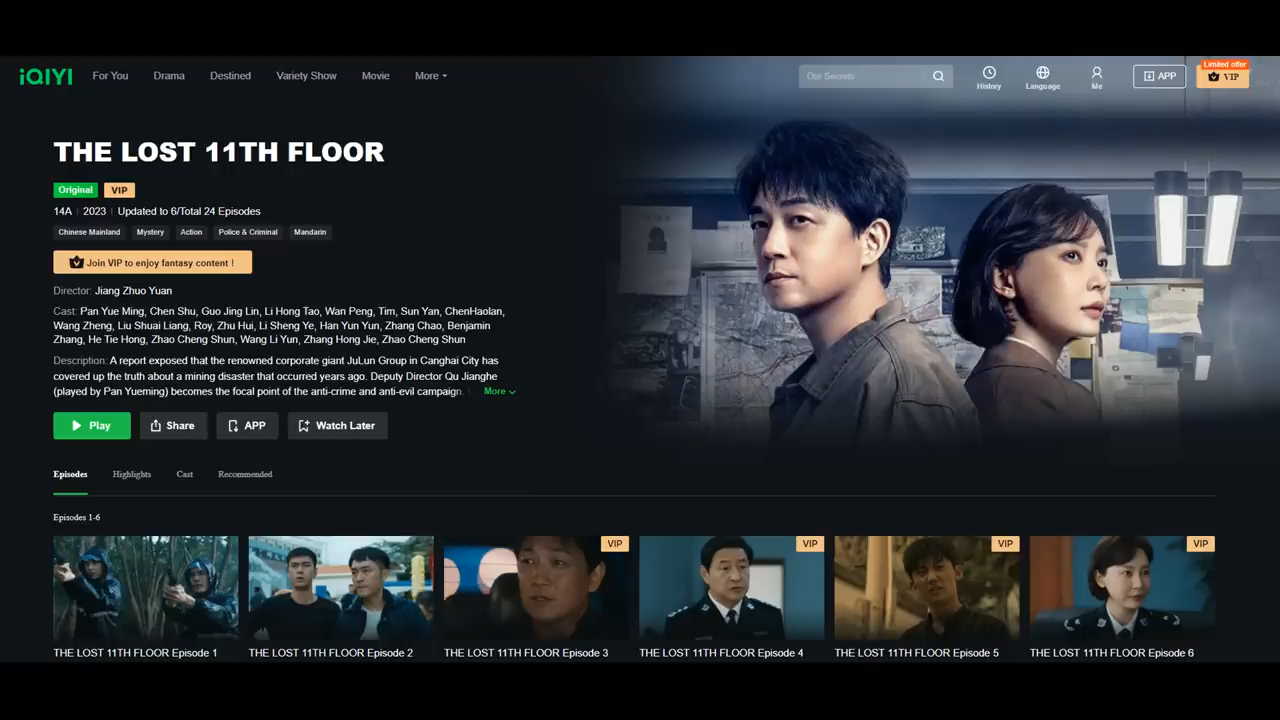 iQIYI For You Drama Destined Variety Show Movie More Our Secrets History Language Me APP Limited offer VIP
THE LOST 11TH FLOOR
Original VIP
14A 2023 Updated to 6/Total 24 Episodes
Chinese Mainland Mystery Action Police & Criminal Mandarin
Join VIP to enjoy fantasy content !
Director: Jiang Zhuo Yuan
Cast: Pan Yue Ming, Chen Shu, Guo Jing Lin, Li Hong Tao, Wan Peng, Tim, Sun Yan, ChenHaolan,
Wang Zheng, Liu Shuai Liang, Roy, Zhu Hui, Li Sheng Ye, Han Yun Yun, Zhang Chao, Benjamin
Zhang, He Tie Hong, Zhao Cheng Shun, Wang Li Yun, Zhang Hong Jie, Zhao Cheng Shun
Description: A report exposed that the renowned corporate giant JuLun Group in Canghai City has
covered up the truth about a mining disaster that occurred years ago. Deputy Director Qu Jianghe
(played by Pan Yueming) becomes the focal point of the anti-crime and anti-evil campaign. More
Play Share APP Watch Later
Episodes Highlights Cast Recommended
Episodes 1-6
VIP VIP VIP VIP
THE LOST 11TH FLOOR Episode 1 THE LOST 11TH FLOOR Episode 2 THE LOST 11TH FLOOR Episode 3 THE LOST 11TH FLOOR Episode 4 THE LOST 11TH FLOOR Episode 5 THE LOST 11TH FLOOR Episode 6